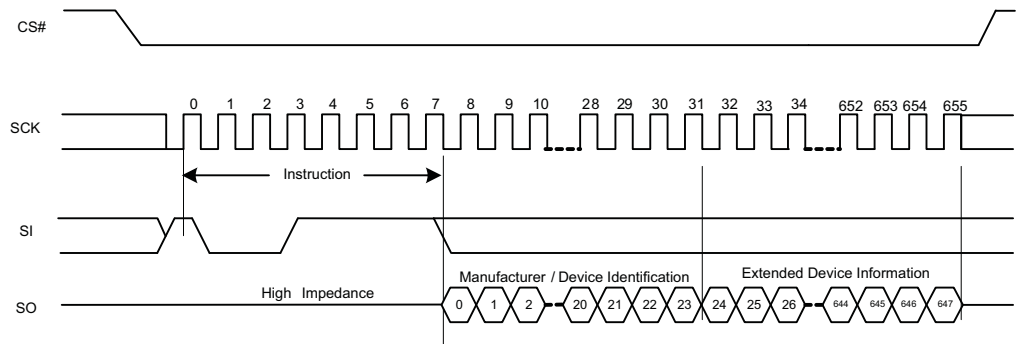 CS#
0 1 2 3 4 5 6 7 8 9 10 28 29 30 31 32 33 34 652 653 654 655
SCK
Instruction
SI
Manufacturer / Device Identification Extended Device Information
High Impedance
SO 0 1 2 20 21 22 23 24 25 26 644 645 646 647